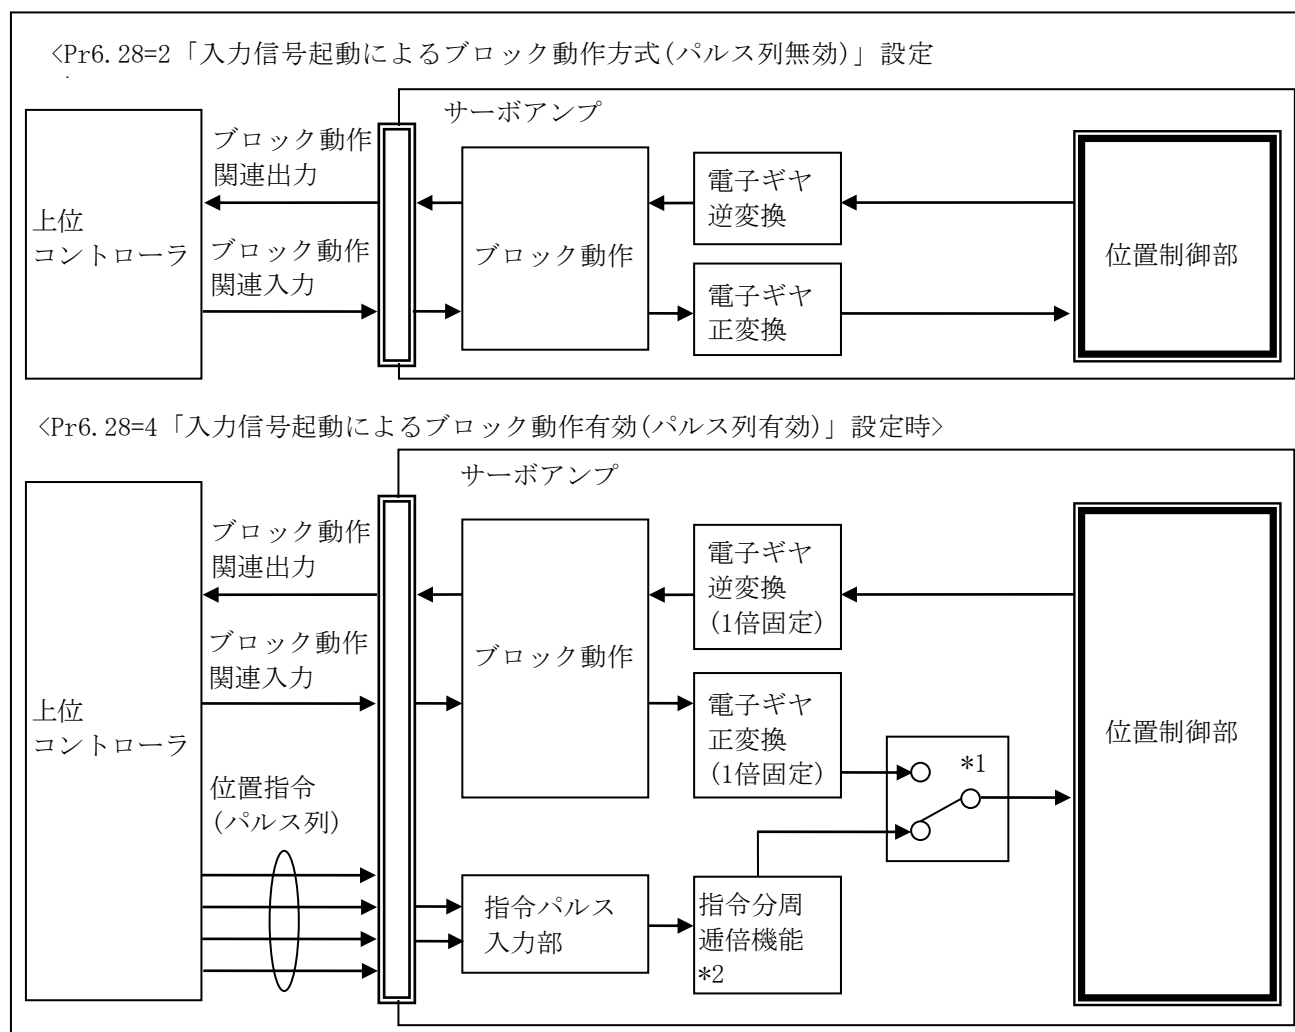 <Pr6.28=2「入力信号起動によるブロック動作方式(パルス列無効)」設定
サーボアンプ
上位
コントローラ
ブロック動作
関連出力
ブロック動作
関連入力
ブロック動作
電子ギヤ
逆変換
電子ギヤ
正変換
位置制御部
<Pr6.28=4「入力信号起動によるブロック動作有効(パルス列有効)」設定時>
サーボアンプ
上位
コントローラ
ブロック動作
関連出力
ブロック動作
関連入力
位置指令
(パルス列)
ブロック動作
電子ギヤ
逆変換
(1倍固定)
電子ギヤ
正変換
(1倍固定)
*1
指令パルス
入力部
指令分周
逓倍機能
*2
位置制御部